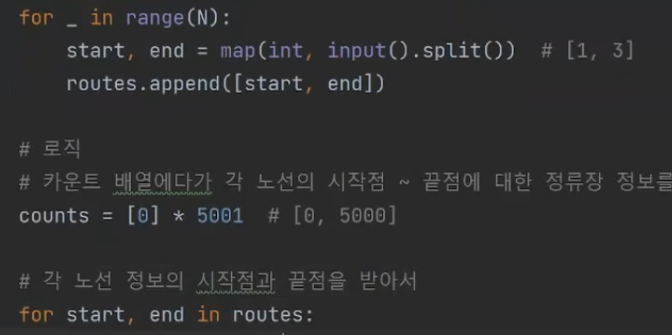 for _ in range(N):
start, end = map(int, input().split())  # [1, 3]
routes.append([start, end])
# 로직
# 카운트 배열에다가 각 노선의 시작점 ~ 끝점에 대한 정류장 정보를
counts = [0] * 5001  # [0, 5000]
# 각 노선 정보의 시작점과 끝점을 받아서
for start, end in routes: